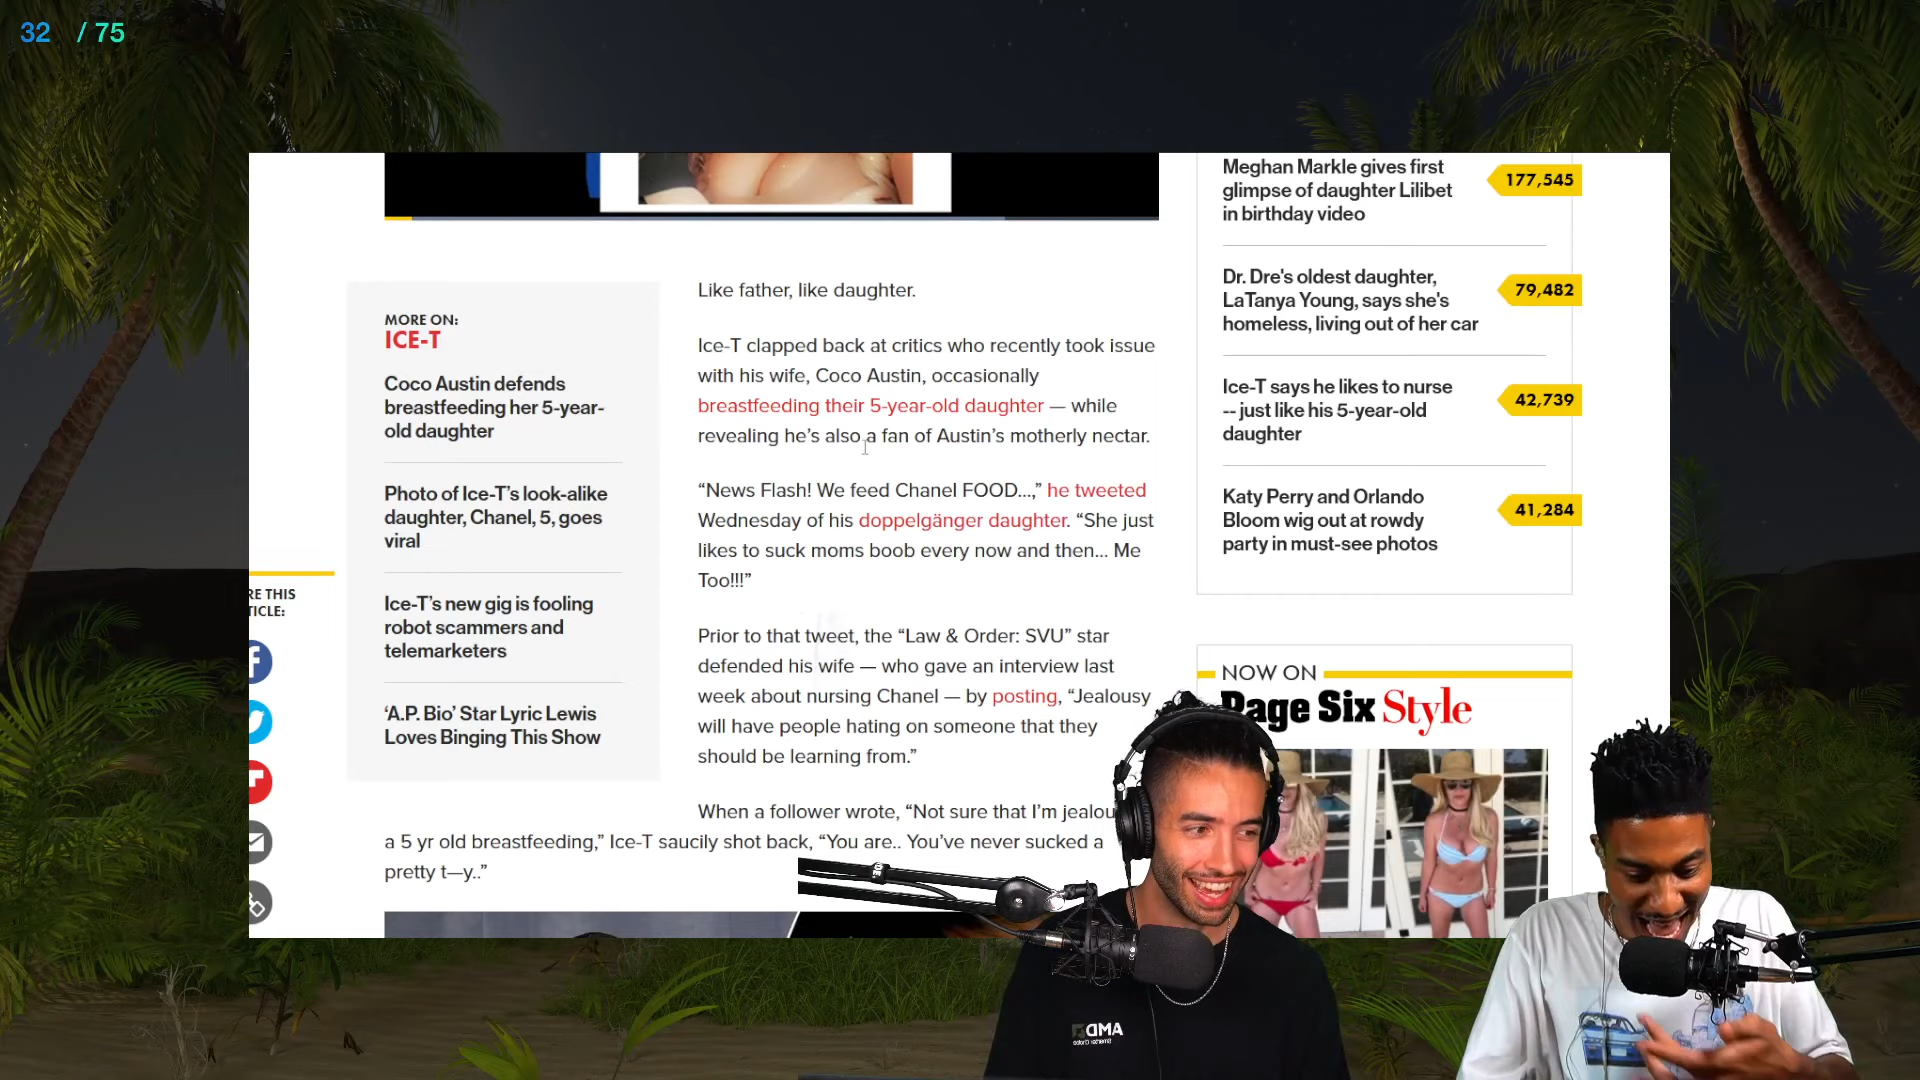 32 / 75
Like father, like daughter.
Ice-T clapped back at critics who recently took issue
with his wife, Coco Austin, occasionally
breastfeeding their 5-year-old daughter — while
revealing he’s also a fan of Austin’s motherly nectar.
“News Flash! We feed Chanel FOOD...,” he tweeted
Wednesday of his doppelgänger daughter. “She just
likes to suck moms boob every now and then... Me
Too!!!”
Prior to that tweet, the “Law & Order: SVU” star
defended his wife — who gave an interview last
week about nursing Chanel — by posting, “Jealousy
will have people hating on someone that they
should be learning from.”
When a follower wrote, “Not sure that I’m jealou
a 5 yr old breastfeeding,” Ice-T saucily shot back, “You are.. You’ve never sucked a
pretty t—y..”
MORE ON:
ICE-T
Coco Austin defends
breastfeeding her 5-year-
old daughter
Photo of Ice-T’s look-alike
daughter, Chanel, 5, goes
viral
Ice-T’s new gig is fooling
robot scammers and
telemarketers
‘A.P. Bio’ Star Lyric Lewis
Loves Binging This Show
RE THIS
TICLE:
Meghan Markle gives first
glimpse of daughter Lilibet
in birthday video
177,545
Dr. Dre's oldest daughter,
LaTanya Young, says she's
homeless, living out of her car
79,482
Ice-T says he likes to nurse
-- just like his 5-year-old
daughter
42,739
Katy Perry and Orlando
Bloom wig out at rowdy
party in must-see photos
41,284
NOW ON
Page Six Style
AMD